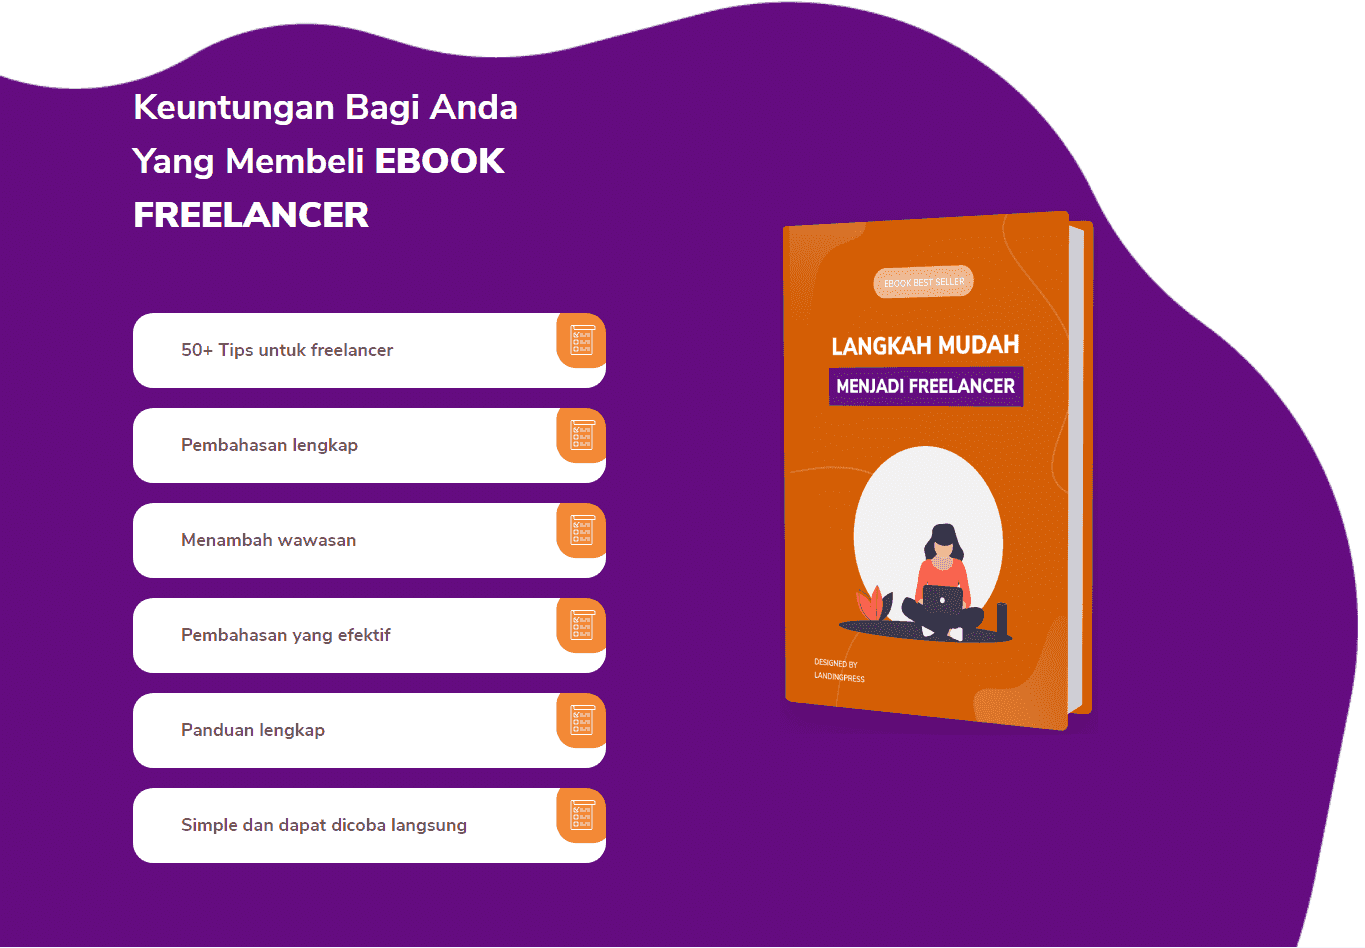 Keuntungan Bagi Anda
Yang Membeli EBOOK
FREELANCER
50+ Tips untuk freelancer
Pembahasan lengkap
Menambah wawasan
Pembahasan yang efektif
Panduan lengkap
Simple dan dapat dicoba langsung
EBOOK BEST SELLER
LANGKAH MUDAH
MENJADI FREELANCER
DESIGNED BY
LANDINGPRESS